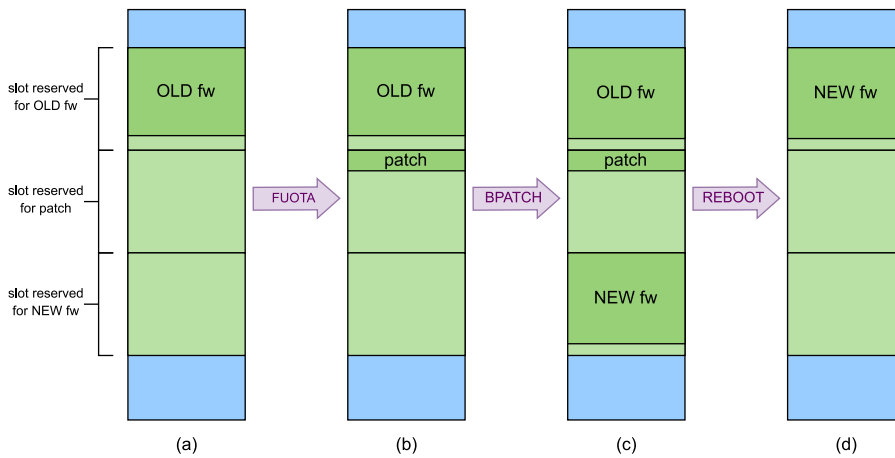 slot reserved
for OLD fw
OLD fw
OLD fw
OLD fw
NEW fw
patch
patch
slot reserved
for patch
FUOTA
BPATCH
REBOOT
slot reserved
for NEW fw
NEW fw
(a)
(b)
(c)
(d)